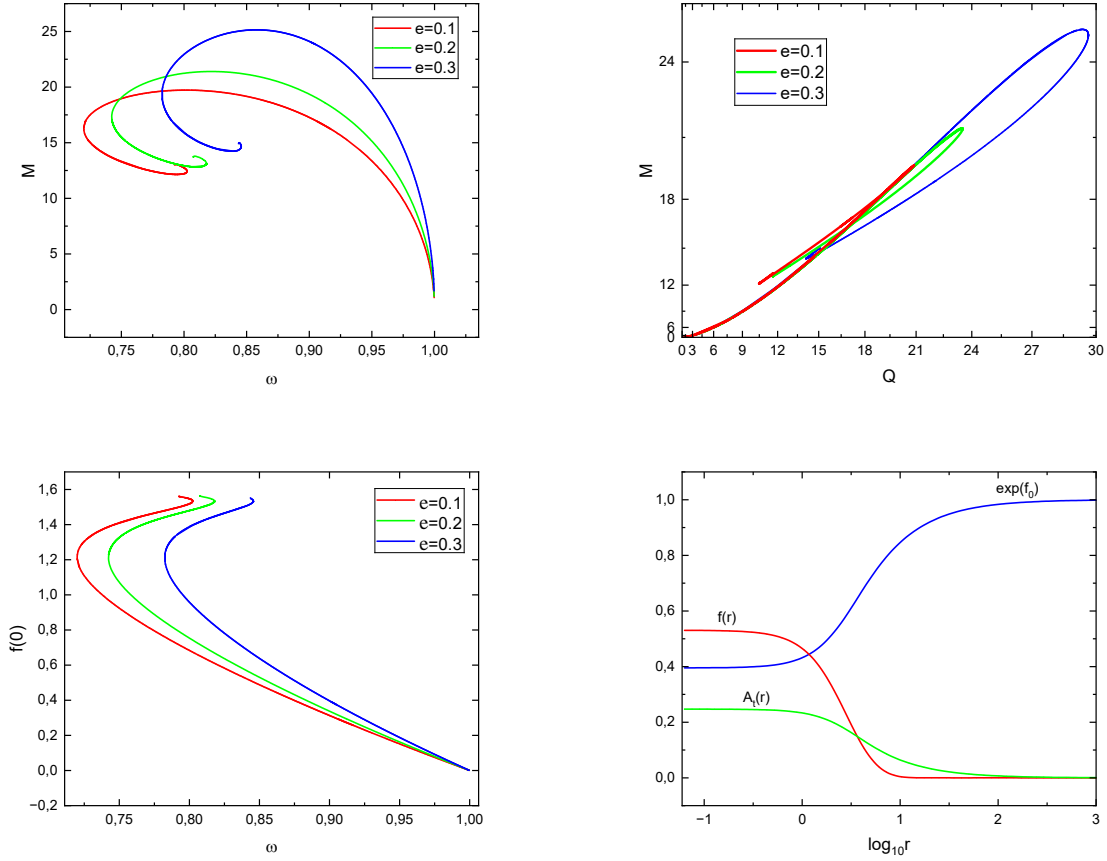 25
20
15
10
5
0
M
0,75
0,80
0,85
0,90
0,95
1,00
ω
e=0.1
e=0.2
e=0.3
24
18
12
6
0
M
0 3 6 9 12 15 18 21 24 27 30
Q
e=0.1
e=0.2
e=0.3
1,6
1,4
1,2
1,0
0,8
0,6
0,4
0,2
0,0
−0,2
f(0)
0,75
0,80
0,85
0,90
0,95
1,00
ω
e=0.1
e=0.2
e=0.3
1,0
0,8
0,6
0,4
0,2
0,0
exp(f₀)
f(r)
Aₜ(r)
−1
0
1
2
3
log₁₀r